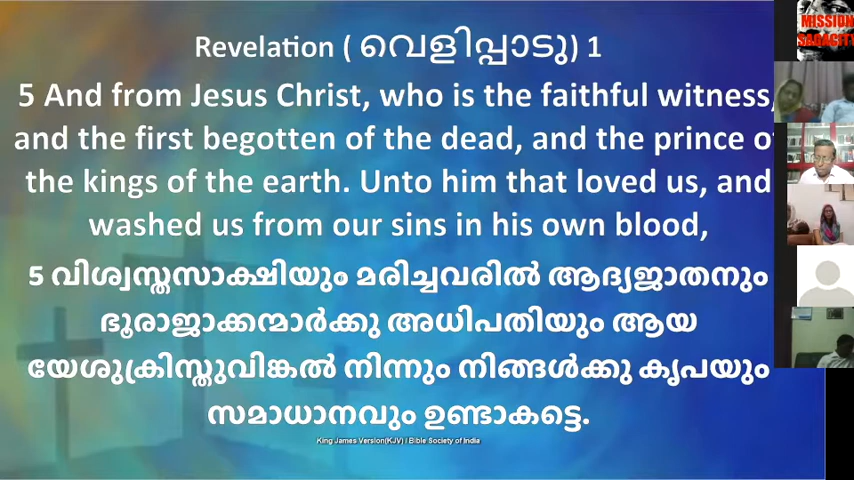 Revelation ( വെളിപ്പാടു) 1
5 And from Jesus Christ, who is the faithful witness,
and the first begotten of the dead, and the prince of
the kings of the earth. Unto him that loved us, and
washed us from our sins in his own blood,
5 വിശ്വസ്തസാക്ഷിയും മരിച്ചവരിൽ ആദ്യജാതനും
ഭൂരാജാക്കന്മാർക്കു അധിപതിയും ആയ
യേശുക്രിസ്തുവിങ്കൽ നിന്നും നിങ്ങൾക്കു കൃപയും
സമാധാനവും ഉണ്ടാകട്ടെ.
King James Version(KJV) | Bible Society of India
MISSION
SAGACITY